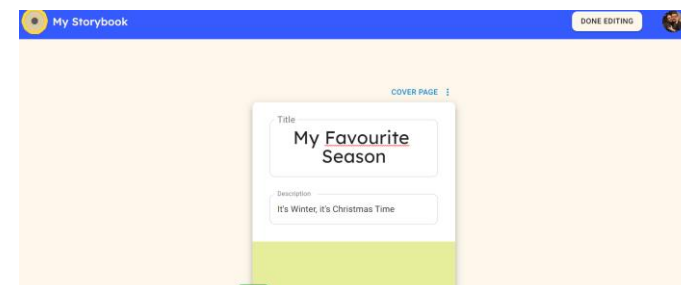 My Storybook
DONE EDITING
COVER PAGE
Title
My Favourite
Season
Description
It's Winter, it's Christmas Time